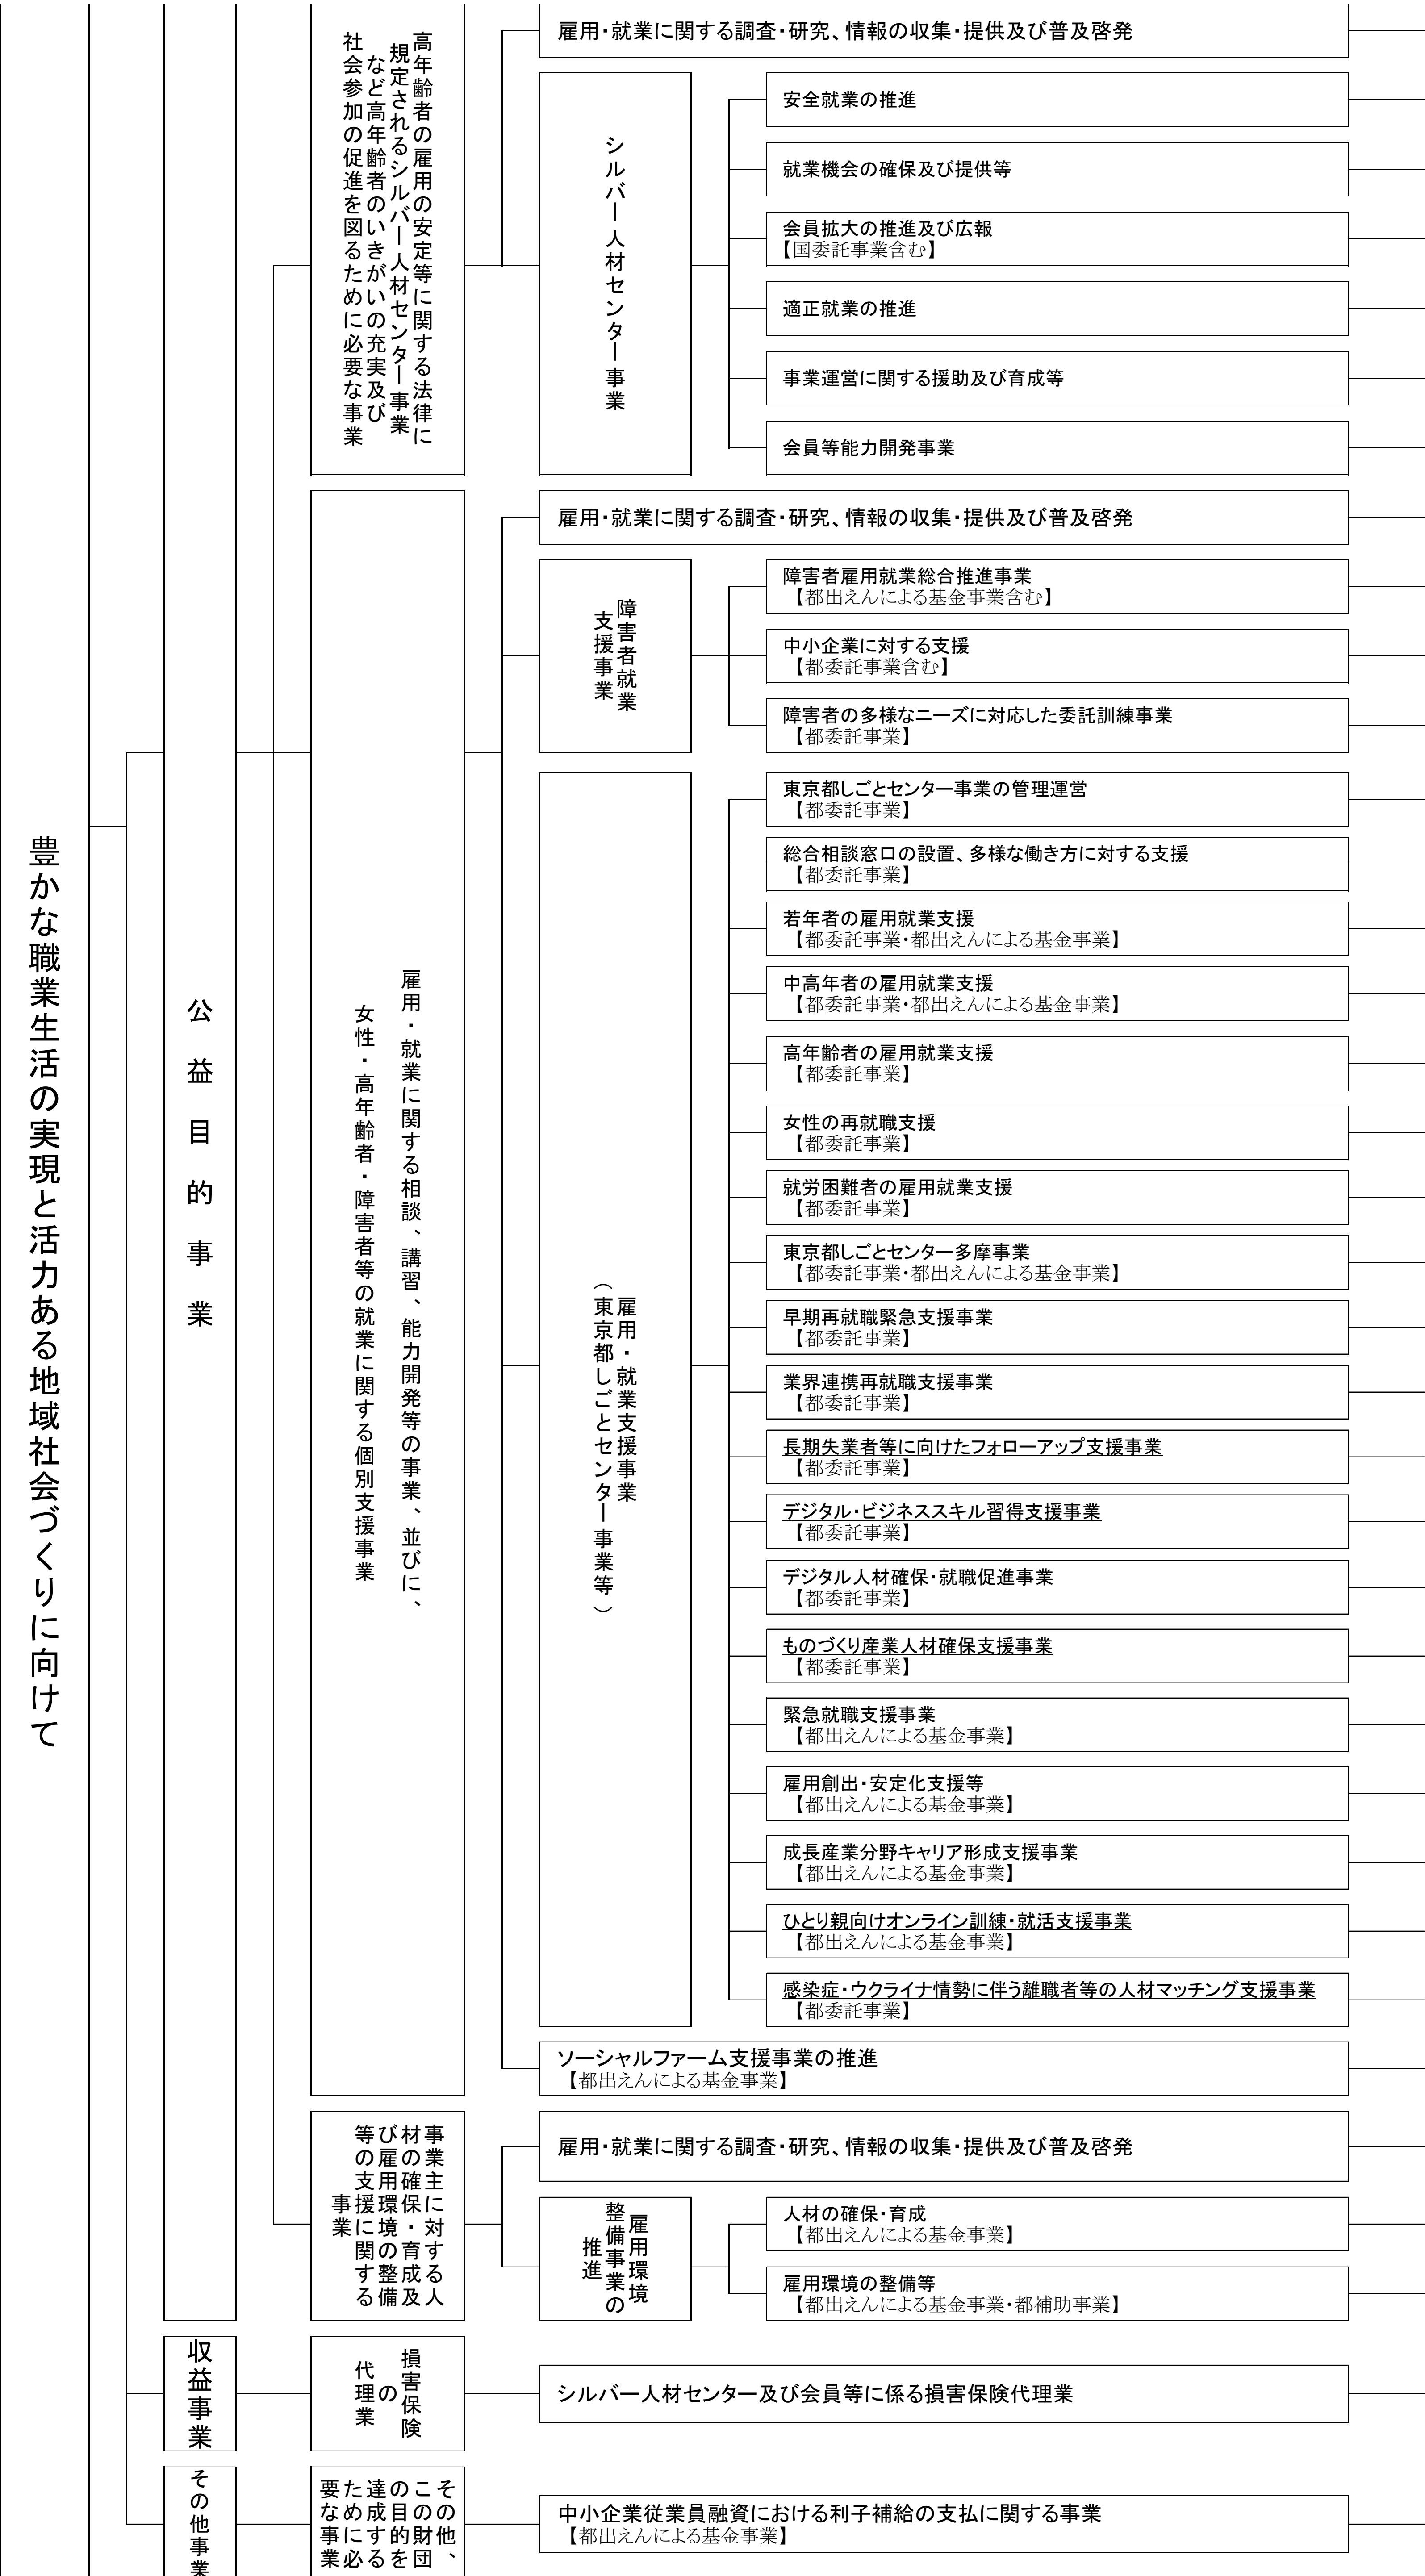 豊かな職業生活の実現と活力ある地域社会づくりに向けて
公益目的事業
高年齢者の雇用の安定等に関する法律に
規定されるシルバー人材センター事業
など高年齢者のいきがいの充実及び
社会参加の促進を図るために必要な事業
雇用・就業に関する調査・研究、情報の収集・提供及び普及啓発
シルバー人材センター事業
安全就業の推進
就業機会の確保及び提供等
会員拡大の推進及び広報
【国委託事業含む】
適正就業の推進
事業運営に関する援助及び育成等
会員等能力開発事業
雇用・就業に関する相談、講習、能力開発等の事業、並びに、
女性・高年齢者・障害者等の就業に関する個別支援事業
雇用・就業に関する調査・研究、情報の収集・提供及び普及啓発
障害者就業
支援事業
障害者雇用就業総合推進事業
【都出えんによる基金事業含む】
中小企業に対する支援
【都委託事業含む】
障害者の多様なニーズに対応した委託訓練事業
【都委託事業】
雇用・就業支援事業
（東京都しごとセンター事業等）
東京都しごとセンター事業の管理運営
【都委託事業】
総合相談窓口の設置、多様な働き方に対する支援
【都委託事業】
若年者の雇用就業支援
【都委託事業・都出えんによる基金事業】
中高年者の雇用就業支援
【都委託事業・都出えんによる基金事業】
高年齢者の雇用就業支援
【都委託事業】
女性の再就職支援
【都委託事業】
就労困難者の雇用就業支援
【都委託事業】
東京都しごとセンター多摩事業
【都委託事業・都出えんによる基金事業】
早期再就職緊急支援事業
【都委託事業】
業界連携再就職支援事業
【都委託事業】
長期失業者等に向けたフォローアップ支援事業
【都委託事業】
デジタル・ビジネススキル習得支援事業
【都委託事業】
デジタル人材確保・就職促進事業
【都委託事業】
ものづくり産業人材確保支援事業
【都委託事業】
緊急就職支援事業
【都出えんによる基金事業】
雇用創出・安定化支援等
【都出えんによる基金事業】
成長産業分野キャリア形成支援事業
【都出えんによる基金事業】
ひとり親向けオンライン訓練・就活支援事業
【都出えんによる基金事業】
感染症・ウクライナ情勢に伴う離職者等の人材マッチング支援事業
【都委託事業】
ソーシャルファーム支援事業の推進
【都出えんによる基金事業】
事業主に対する人
材の確保・育成及
び雇用環境の整備
等の支援に関する
事業
雇用・就業に関する調査・研究、情報の収集・提供及び普及啓発
雇用環境
整備事業の
推進
人材の確保・育成
【都出えんによる基金事業】
雇用環境の整備等
【都出えんによる基金事業・都補助事業】
収益事業
損害保険
の
代理業
シルバー人材センター及び会員等に係る損害保険代理業
その他事業
その他、
この財団
の目的を
達成する
ために必
要な事業
中小企業従業員融資における利子補給の支払に関する事業
【都出えんによる基金事業】